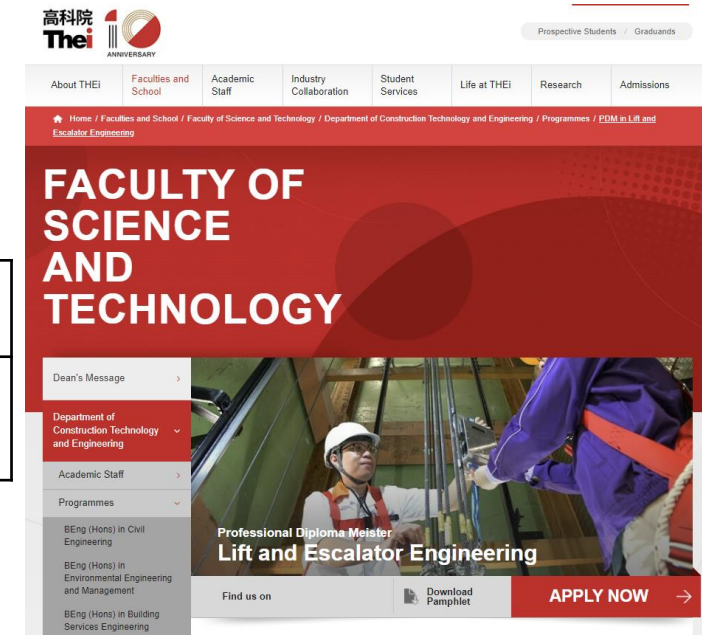 高科院
THei
ANNIVERSARY
Prospective Students / Graduands
About THEi
Faculties and
School
Academic
Staff
Industry
Collaboration
Student
Services
Life at THEi
Research
Admissions
Home / Faculties and School / Faculty of Science and Technology / Department of Construction Technology and Engineering / Programmes / PDM in Lift and
Escalator Engineering
FACULTY OF
SCIENCE
AND
TECHNOLOGY
Dean's Message
Department of
Construction Technology
and Engineering
Academic Staff
Programmes
BEng (Hons) in Civil
Engineering
BEng (Hons) in
Environmental Engineering
and Management
BEng (Hons) in Building
Services Engineering
Professional Diploma Meister
Lift and Escalator Engineering
Find us on
Download
Pamphlet
APPLY NOW